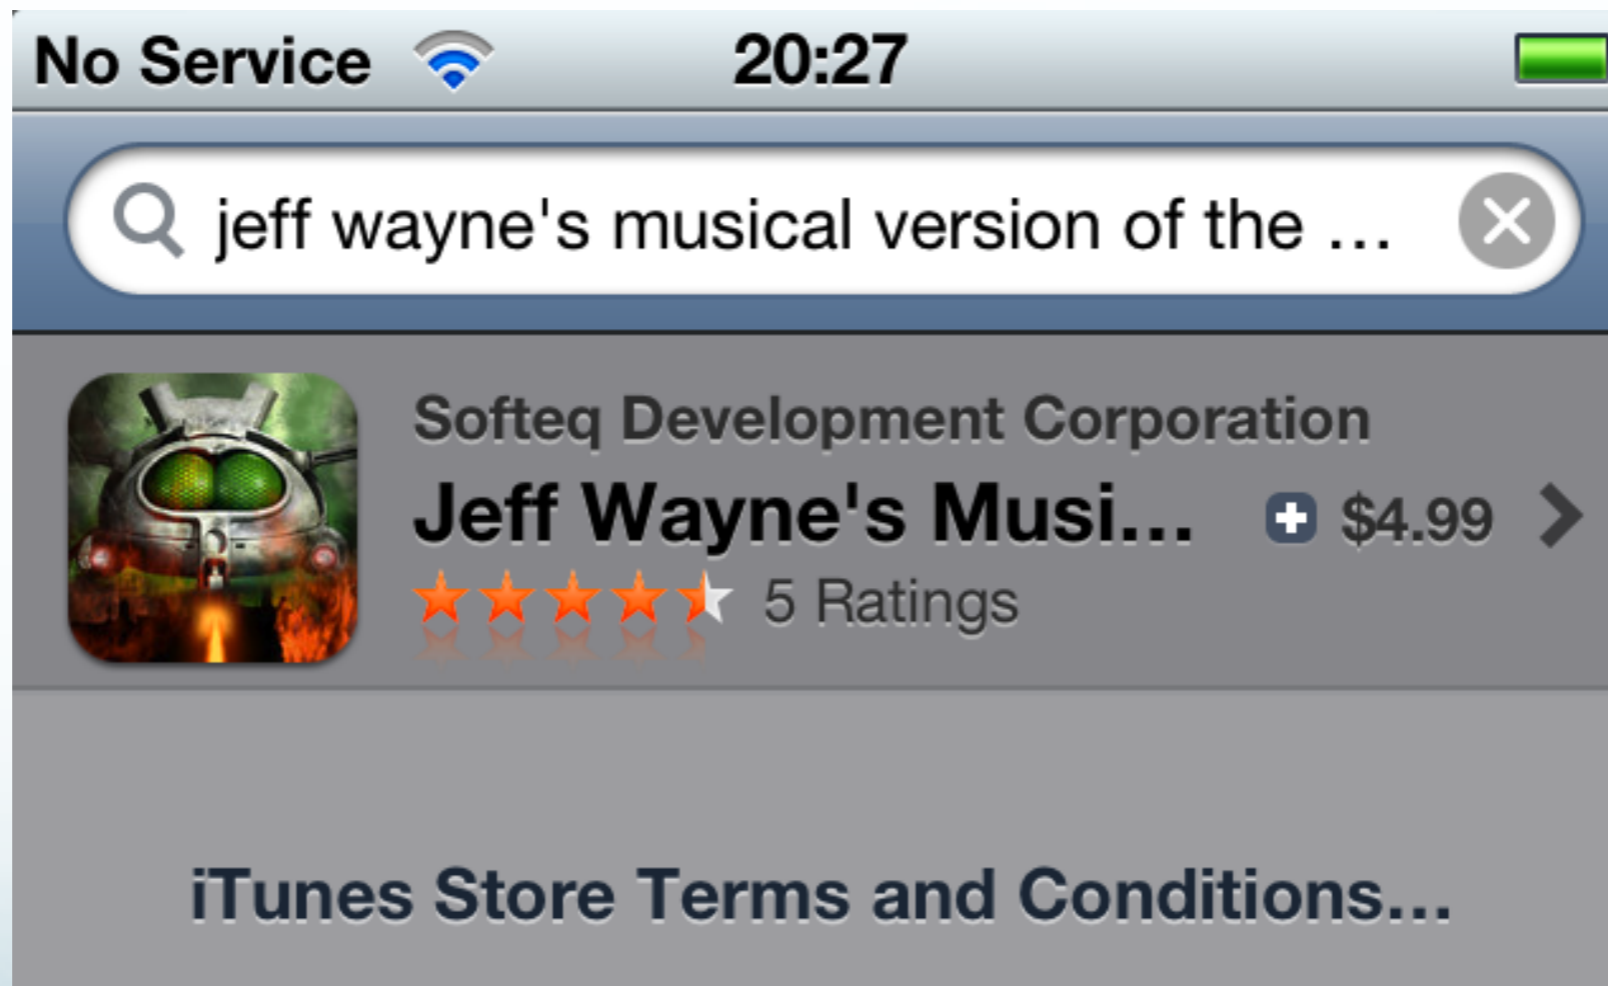 No Service 20:27
jeff wayne's musical version of the ...
Softeq Development Corporation
Jeff Wayne's Musi... $4.99
5 Ratings
iTunes Store Terms and Conditions...